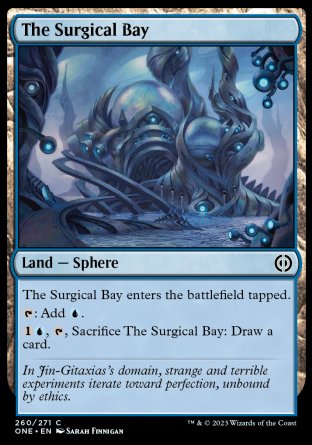 The Surgical Bay
Land — Sphere
The Surgical Bay enters the battlefield tapped.
: Add .
1 , , Sacrifice The Surgical Bay: Draw a
card.
In Jin-Gitaxias's domain, strange and terrible
experiments iterate toward perfection, unbound
by ethics.
260/271 C
ONE • EN SARAH FINNIGAN
™ & © 2023 Wizards of the Coast